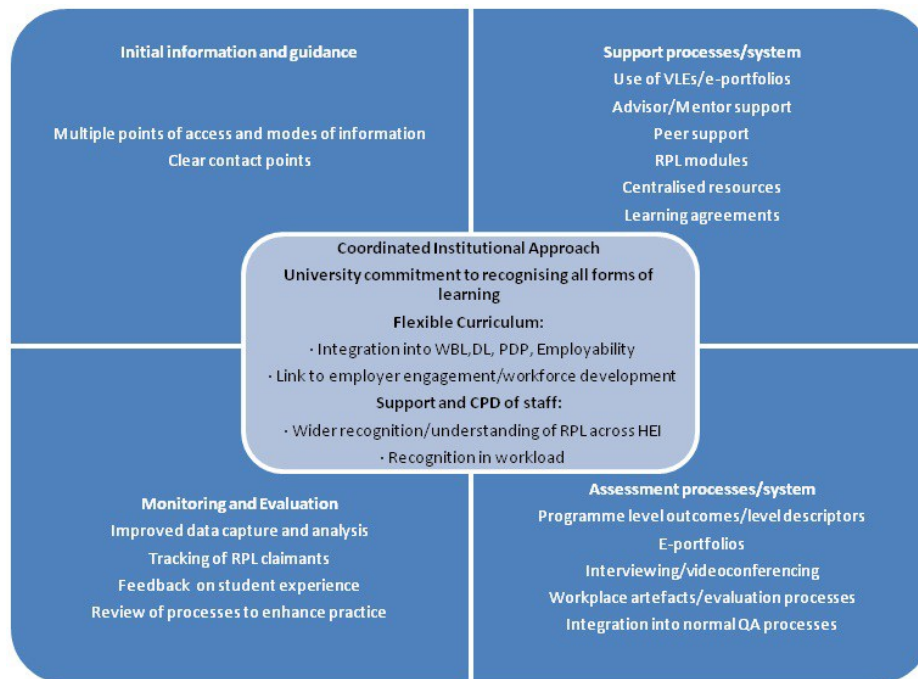 Initial information and guidance
Multiple points of access and modes of information
Clear contact points
Support processes/system
Use of VLEs/e-portfolios
Advisor/Mentor support
Peer support
RPL modules
Centralised resources
Learning agreements
Coordinated Institutional Approach
University commitment to recognising all forms of
learning
Flexible Curriculum:
· Integration into WBL,DL, PDP, Employability
· Link to employer engagement/workforce development
Support and CPD of staff:
· Wider recognition/understanding of RPL across HEI
· Recognition in workload
Monitoring and Evaluation
Improved data capture and analysis
Tracking of RPL claimants
Feedback on student experience
Review of processes to enhance practice
Assessment processes/system
Programme level outcomes/level descriptors
E-portfolios
Interviewing/videoconferencing
Workplace artefacts/evaluation processes
Integration into normal QA processes